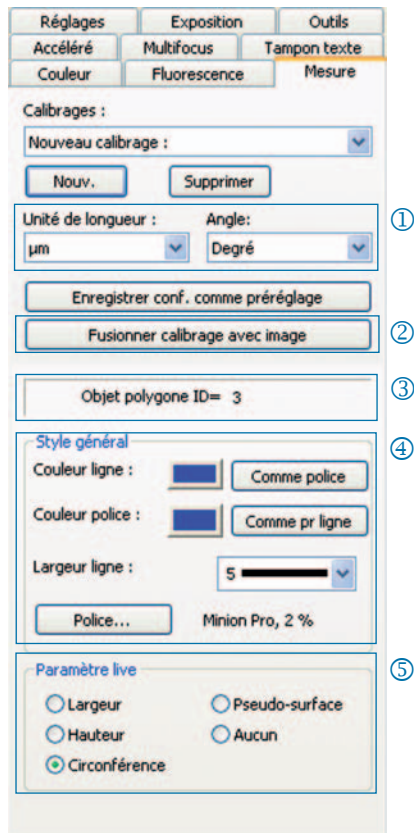 Réglages Exposition Outils
Accéléré Multifocus Tampon texte
Couleur Fluorescence Mesure
Calibrages :
Nouveau calibrage :
Nouv. Supprimer
Unité de longueur : Angle:
µm Degré
①
Enregistrer conf. comme préréglage
Fusionner calibrage avec image
②
Objet polygone ID= 3
③
Style général
④
Couleur ligne : Comme police
Couleur police : Comme pr ligne
Largeur ligne : 5
Police... Minion Pro, 2 %
Paramètre live
⑤
Largeur Pseudo-surface
Hauteur Aucun
Circonférence